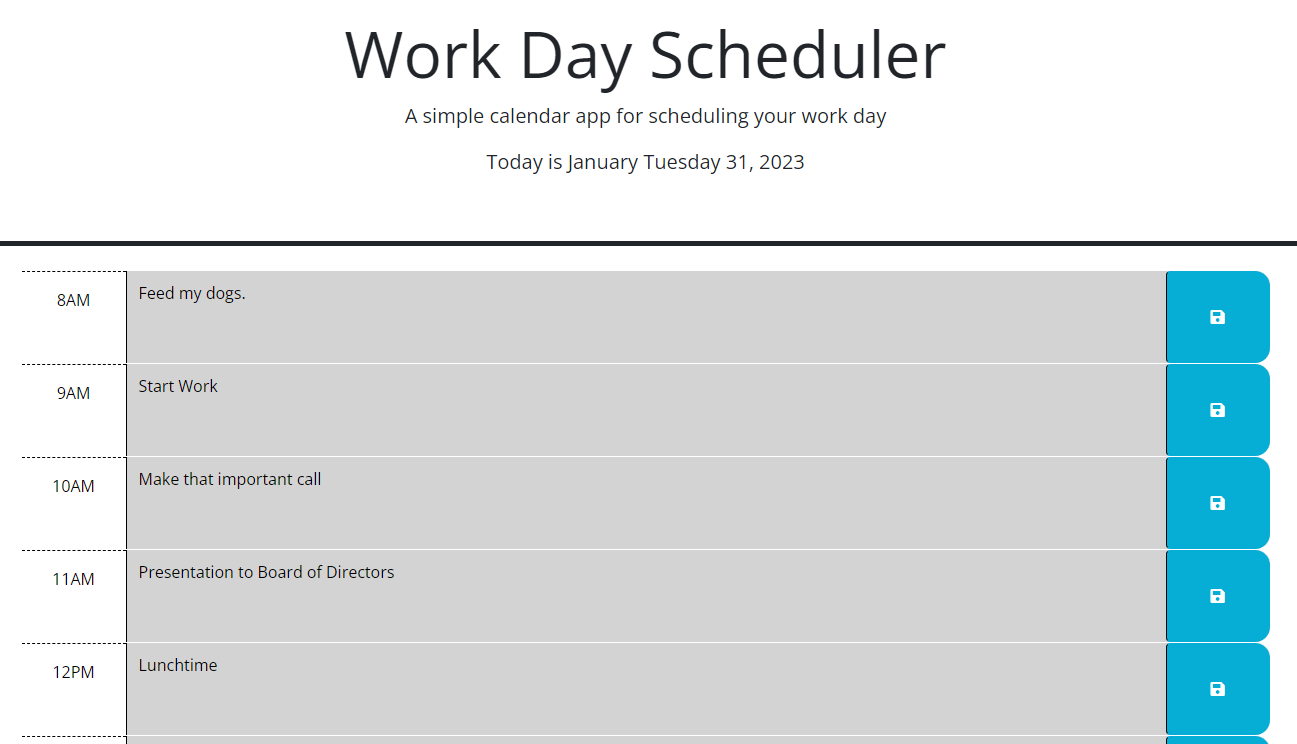 Work Day Scheduler
A simple calendar app for scheduling your work day
Today is January Tuesday 31, 2023
8AM
Feed my dogs.
9AM
Start Work
10AM
Make that important call
11AM
Presentation to Board of Directors
12PM
Lunchtime